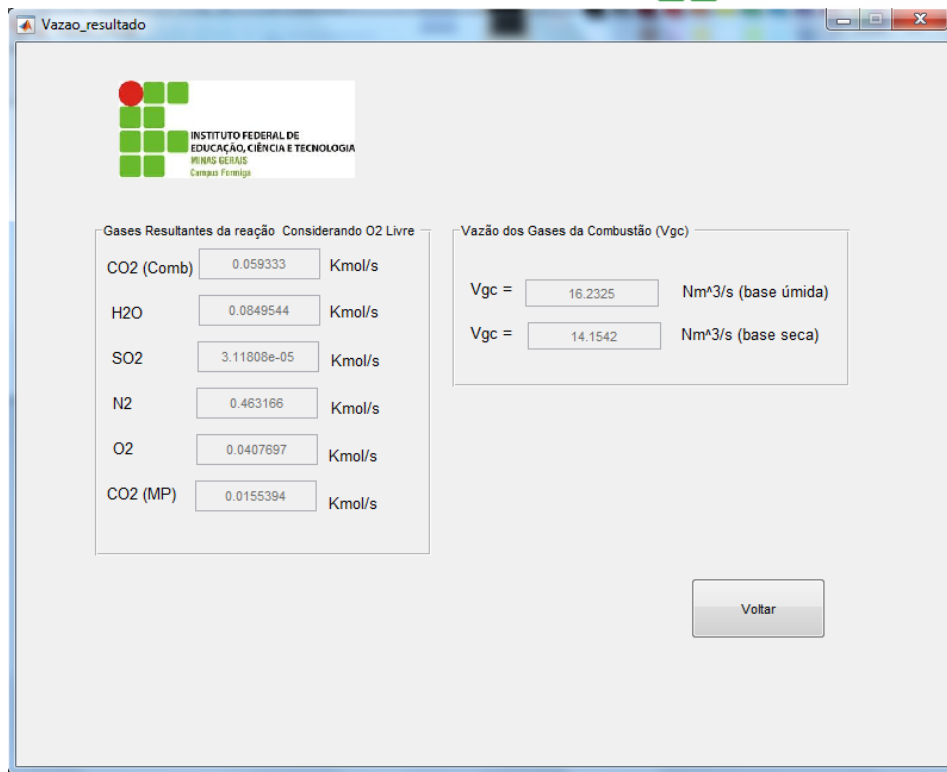 Vazao_resultado
INSTITUTO FEDERAL DE
EDUCAÇÃO, CIÊNCIA E TECNOLOGIA
MINAS GERAIS
Campus Formiga
Gases Resultantes da reação Considerando O2 Livre
CO2 (Comb) 0.059333 Kmol/s
H2O 0.0849544 Kmol/s
SO2 3.11808e-05 Kmol/s
N2 0.463166 Kmol/s
O2 0.0407697 Kmol/s
CO2 (MP) 0.0155394 Kmol/s
Vazão dos Gases da Combustão (Vgc)
Vgc = 16.2325 Nm^3/s (base úmida)
Vgc = 14.1542 Nm^3/s (base seca)
Voltar